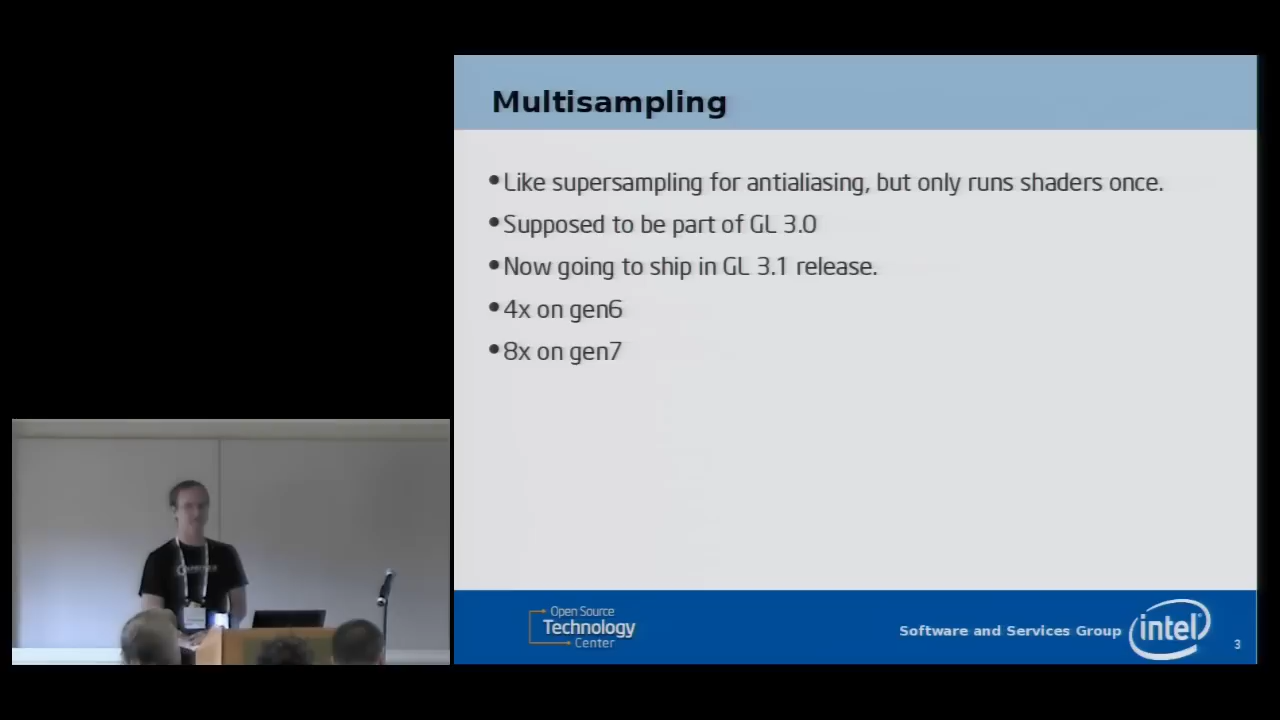 Multisampling
•Like supersampling for antialiasing, but only runs shaders once.
•Supposed to be part of GL 3.0
•Now going to ship in GL 3.1 release.
•4x on gen6
•8x on gen7
Open Source
Technology
Center
Software and Services Group
intel
3